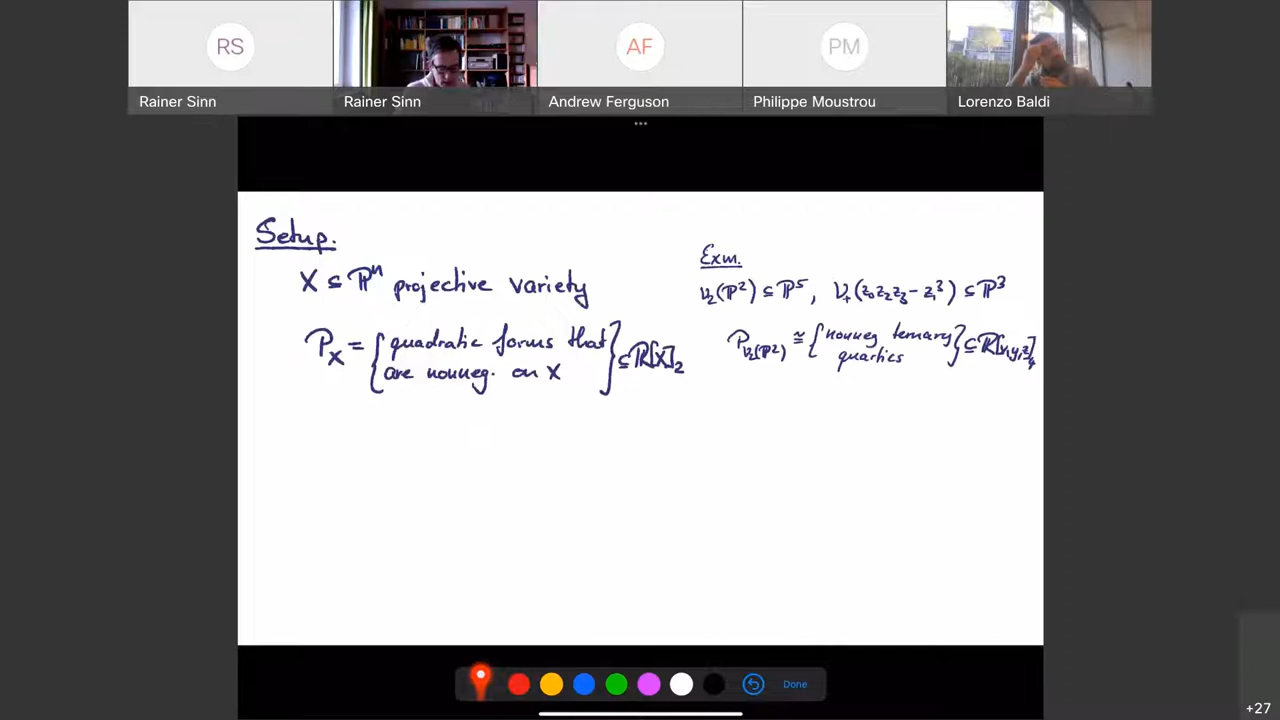 RS
AF
PM
Rainer Sinn
Rainer Sinn
Andrew Ferguson
Philippe Moustrou
Lorenzo Baldi
Setup.
X ⊆ ℙⁿ projective variety
P_X = { quadratic forms that are nonneg. on X } ⊆ ℝ[X]₂
Exm.
ν₂(ℙ²) ⊆ ℙ⁵, V₊(z₀z₂z₃ - z₁³) ⊆ ℙ³
P_ν₂(ℙ²) ≅ { nonneg ternary quartics } ⊆ ℝ[x,y,z]₄
Done
+27